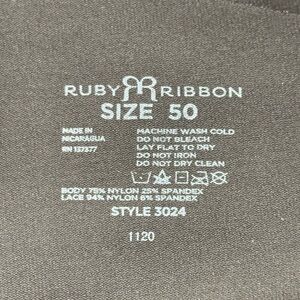 RUBY RR RIBBON
SIZE 50
MADE IN
NICARAGUA
RN 137377
MACHINE WASH COLD
DO NOT BLEACH
LAY FLAT TO DRY
DO NOT IRON
DO NOT DRY CLEAN
BODY 75% NYLON 25% SPANDEX
LACE 94% NYLON 6% SPANDEX
STYLE 3024
1120